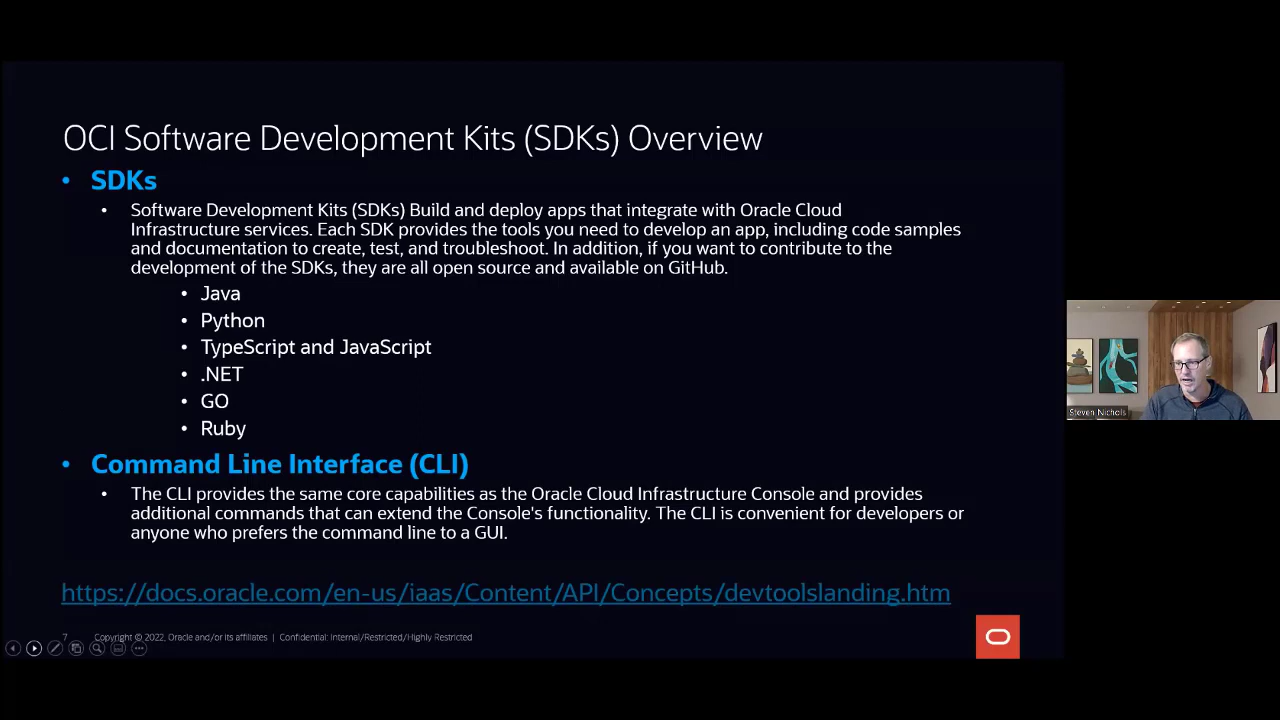 OCI Software Development Kits (SDKs) Overview
• SDKs
• Software Development Kits (SDKs) Build and deploy apps that integrate with Oracle Cloud
Infrastructure services. Each SDK provides the tools you need to develop an app, including code samples
and documentation to create, test, and troubleshoot. In addition, if you want to contribute to the
development of the SDKs, they are all open source and available on GitHub.
• Java
• Python
• TypeScript and JavaScript
• .NET
• GO
• Ruby
• Command Line Interface (CLI)
• The CLI provides the same core capabilities as the Oracle Cloud Infrastructure Console and provides
additional commands that can extend the Console's functionality. The CLI is convenient for developers or
anyone who prefers the command line to a GUI.
https://docs.oracle.com/en-us/iaas/Content/API/Concepts/devtoolslanding.htm
7 Copyright © 2022, Oracle and/or its affiliates | Confidential: Internal/Restricted/Highly Restricted
Steven Nichols